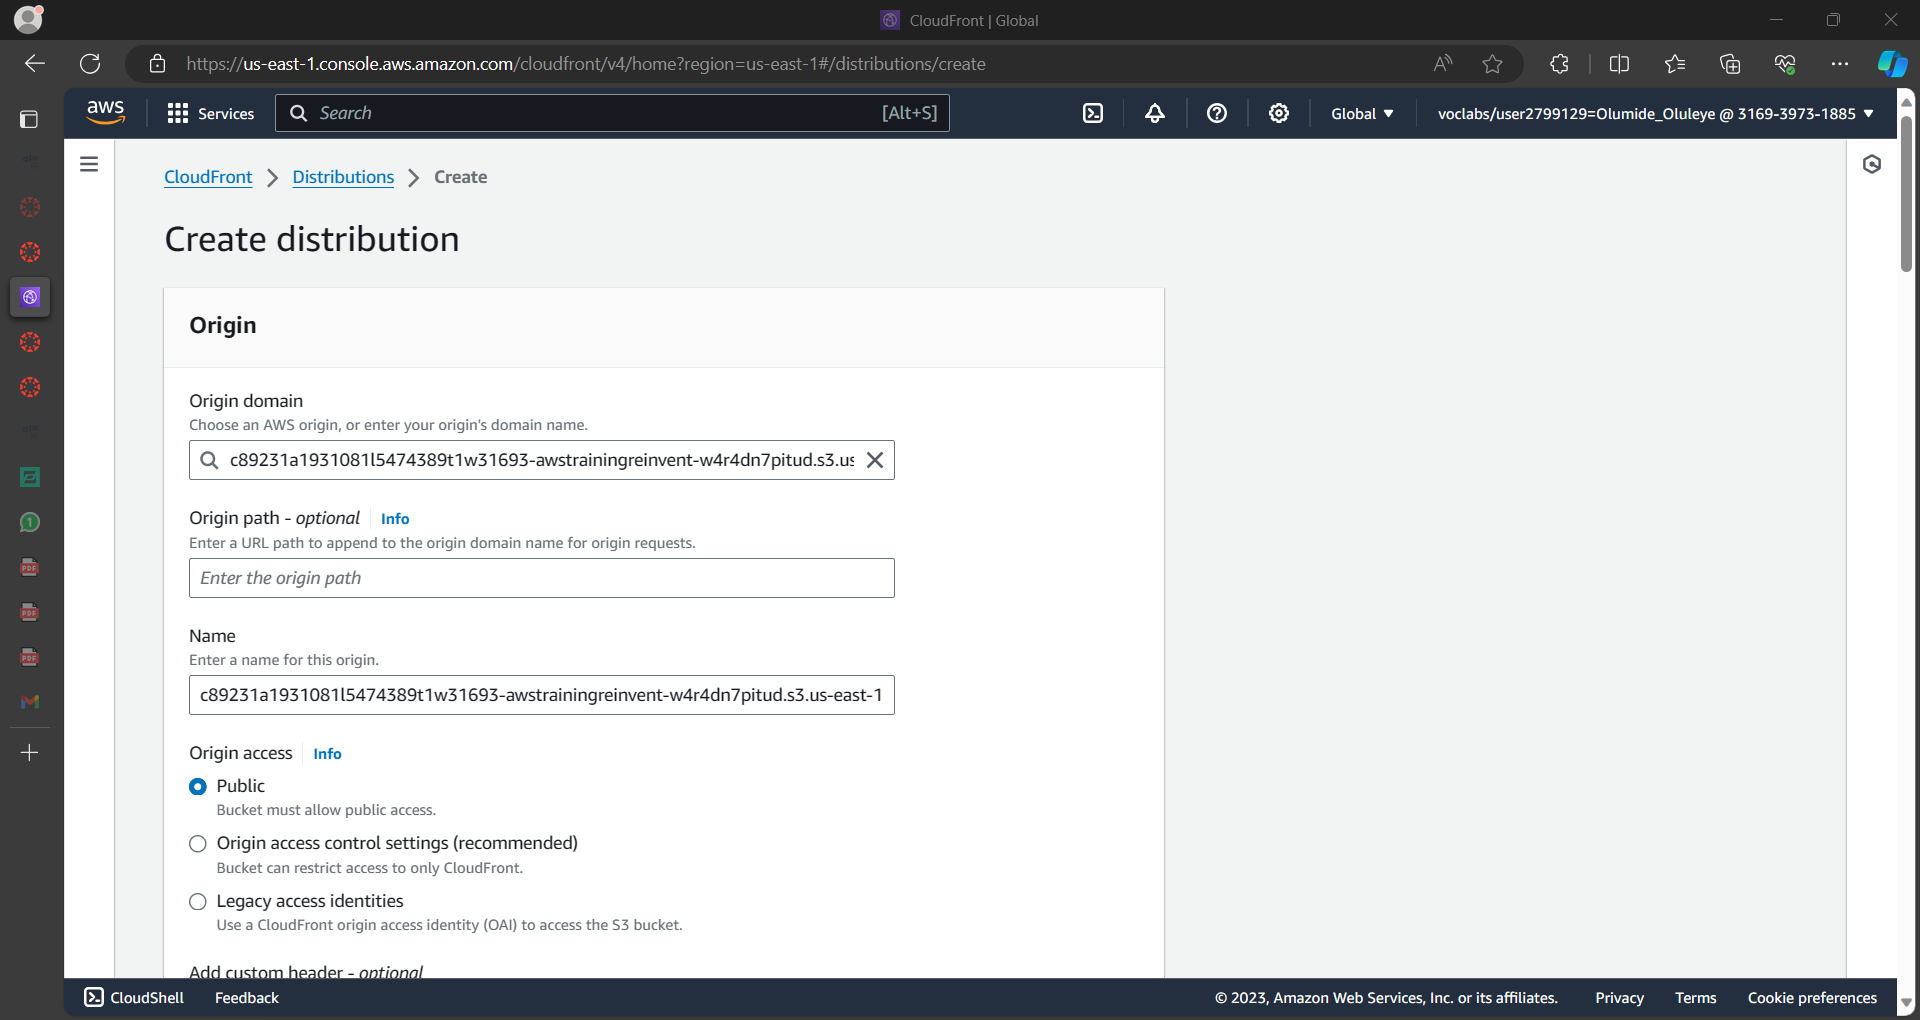 CloudFront | Global
https://us-east-1.console.aws.amazon.com/cloudfront/v4/home?region=us-east-1#/distributions/create
aws
Services
Search
[Alt+S]
Global
voclabs/user2799129=Olumide_Oluleye @ 3169-3973-1885
CloudFront > Distributions > Create
Create distribution
Origin
Origin domain
Choose an AWS origin, or enter your origin's domain name.
c89231a1931081l5474389t1w31693-awstrainingreinvent-w4r4dn7pitud.s3.us
Origin path - optional
Info
Enter a URL path to append to the origin domain name for origin requests.
Enter the origin path
Name
Enter a name for this origin.
c89231a1931081l5474389t1w31693-awstrainingreinvent-w4r4dn7pitud.s3.us-east-1
Origin access
Info
Public
Bucket must allow public access.
Origin access control settings (recommended)
Bucket can restrict access to only CloudFront.
Legacy access identities
Use a CloudFront origin access identity (OAI) to access the S3 bucket.
Add custom header - optional
CloudShell
Feedback
© 2023, Amazon Web Services, Inc. or its affiliates.
Privacy
Terms
Cookie preferences
1
PDF
PDF
PDF